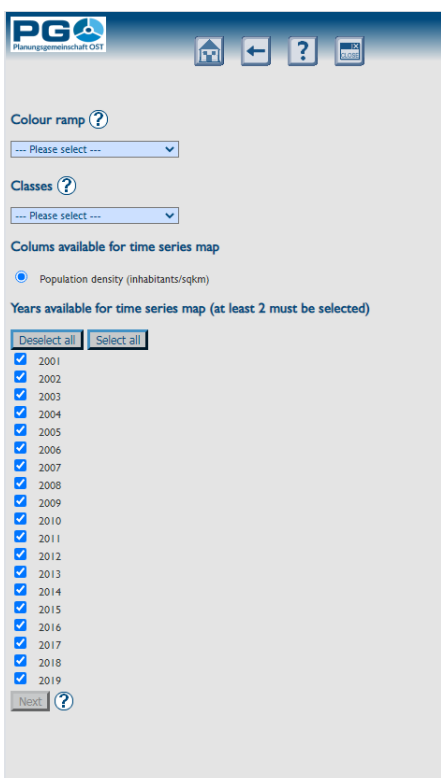 PGO
Planungsgemeinschaft OST
?
X
CLOSE
Colour ramp ?
--- Please select ---
Classes ?
--- Please select ---
Colums available for time series map
Population density (inhabitants/sqkm)
Years available for time series map (at least 2 must be selected)
Deselect all Select all
2001
2002
2003
2004
2005
2006
2007
2008
2009
2010
2011
2012
2013
2014
2015
2016
2017
2018
2019
Next ?